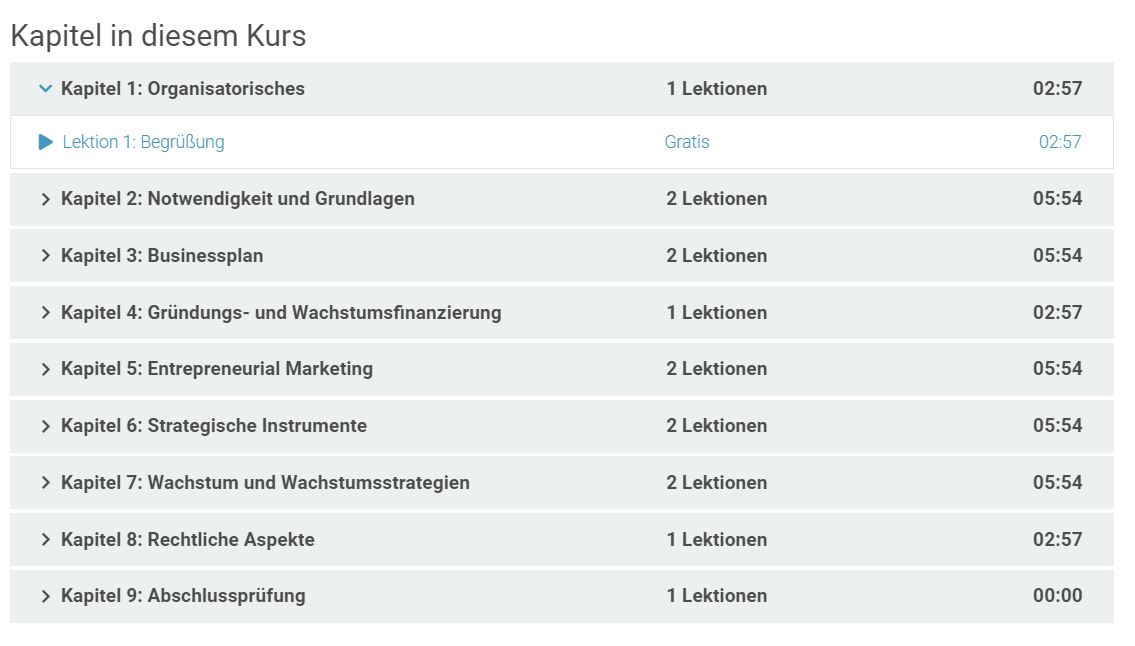 Kapitel in diesem Kurs
Kapitel 1: Organisatorisches 1 Lektionen 02:57
Lektion 1: Begrüßung Gratis 02:57
Kapitel 2: Notwendigkeit und Grundlagen 2 Lektionen 05:54
Kapitel 3: Businessplan 2 Lektionen 05:54
Kapitel 4: Gründungs- und Wachstumsfinanzierung 1 Lektionen 02:57
Kapitel 5: Entrepreneurial Marketing 2 Lektionen 05:54
Kapitel 6: Strategische Instrumente 2 Lektionen 05:54
Kapitel 7: Wachstum und Wachstumsstrategien 2 Lektionen 05:54
Kapitel 8: Rechtliche Aspekte 1 Lektionen 02:57
Kapitel 9: Abschlussprüfung 1 Lektionen 00:00